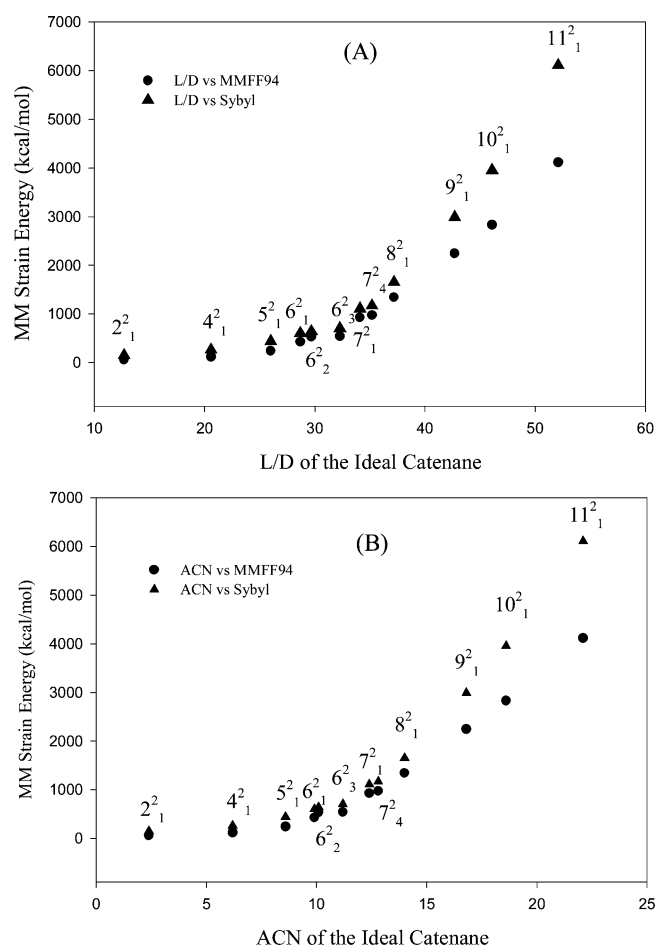 7000
(A)
11²₁
6000
● L/D vs MMFF94
▲ L/D vs Sybyl
5000
10²₁
4000
9²₁
3000
8²₁
2000
7²₄
5²₁ 6²₁ 6²₃
1000
2²₁ 4²₁
7²₁
6²₂
0
MM Strain Energy (kcal/mol)
10 20 30 40 50 60
L/D of the Ideal Catenane
7000
(B)
11²₁
6000
● ACN vs MMFF94
▲ ACN vs Sybyl
5000
10²₁
4000
9²₁
3000
8²₁
2000
7²₁
5²₁ 6²₁ 6²₃
1000
2²₁ 4²₁
7²₄
6²₂
0
MM Strain Energy (kcal/mol)
0 5 10 15 20 25
ACN of the Ideal Catenane